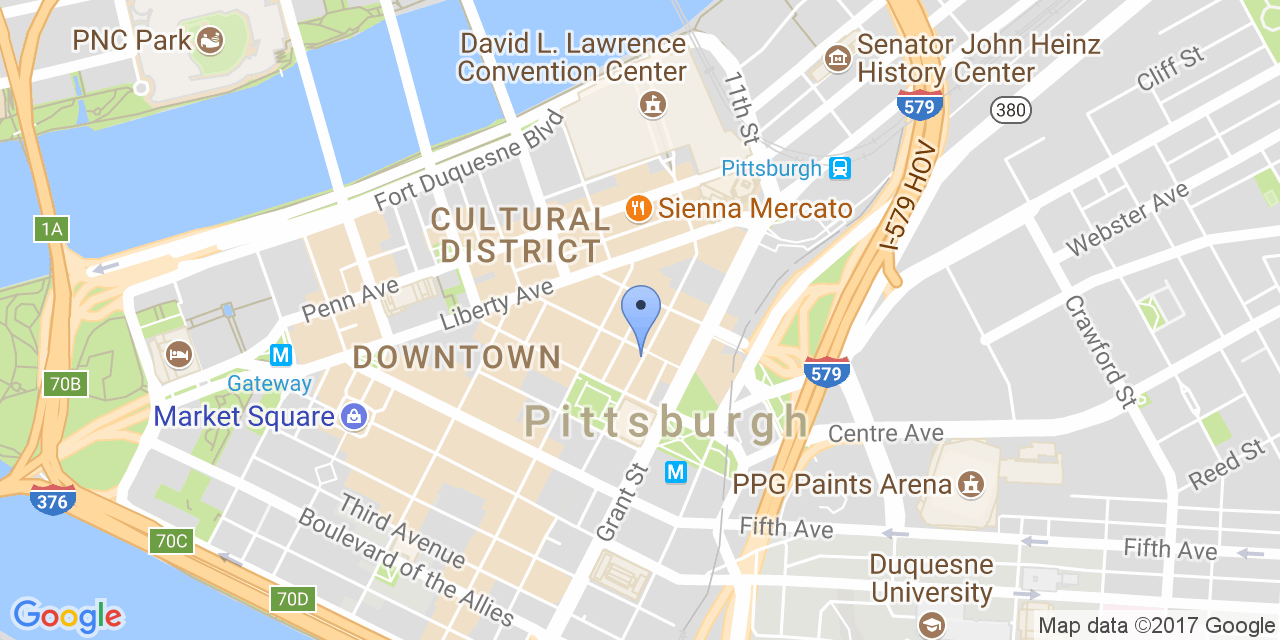 PNC Park
David L. Lawrence
Convention Center
Senator John Heinz
History Center
Cliff St
11th St
579
380
Fort Duquesne Blvd
Pittsburgh
I-579 HOV
Webster Ave
1A
CULTURAL
DISTRICT
Sienna Mercato
Penn Ave
Liberty Ave
Crawford St
M
Gateway
DOWNTOWN
579
70B
Market Square
Pittsburgh
Centre Ave
Reed St
M
PPG Paints Arena
376
Grant St
Third Avenue
Boulevard of the Allies
Fifth Ave
Fifth Ave
70C
Duquesne
University
70D
Google
Map data ©2017 Google